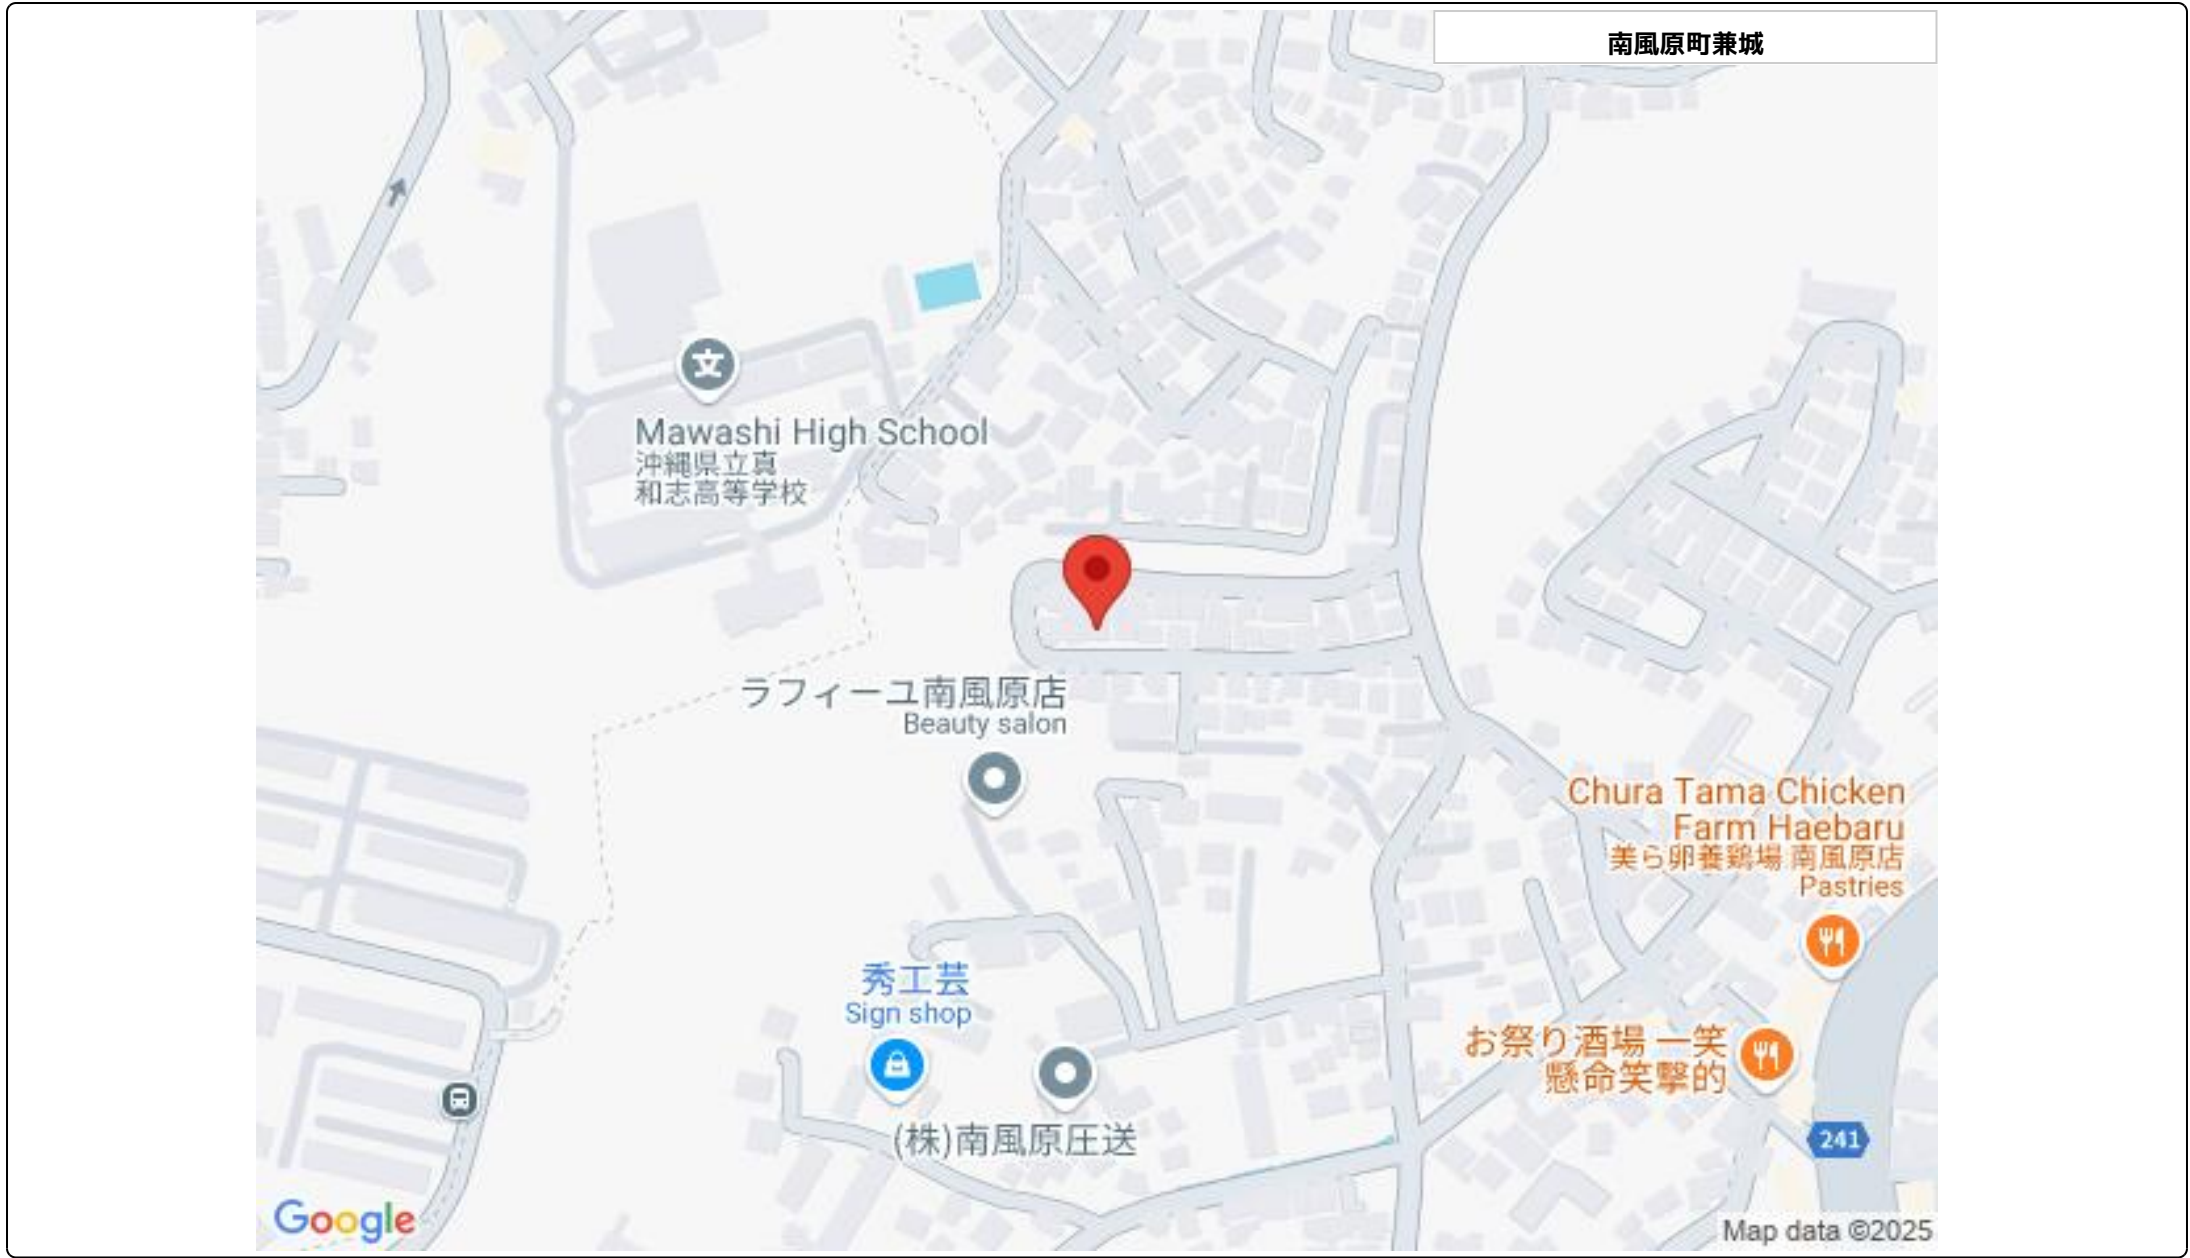 南風原町兼城
文
Mawashi High School
沖縄県立真
和志高等学校
ラフィーユ南風原店
Beauty salon
Chura Tama Chicken
Farm Haebaru
美ら卵養鶏場 南風原店
Pastries
秀工芸
Sign shop
お祭り酒場 一笑
懸命笑撃的
(株)南風原圧送
241
Google
Map data ©2025